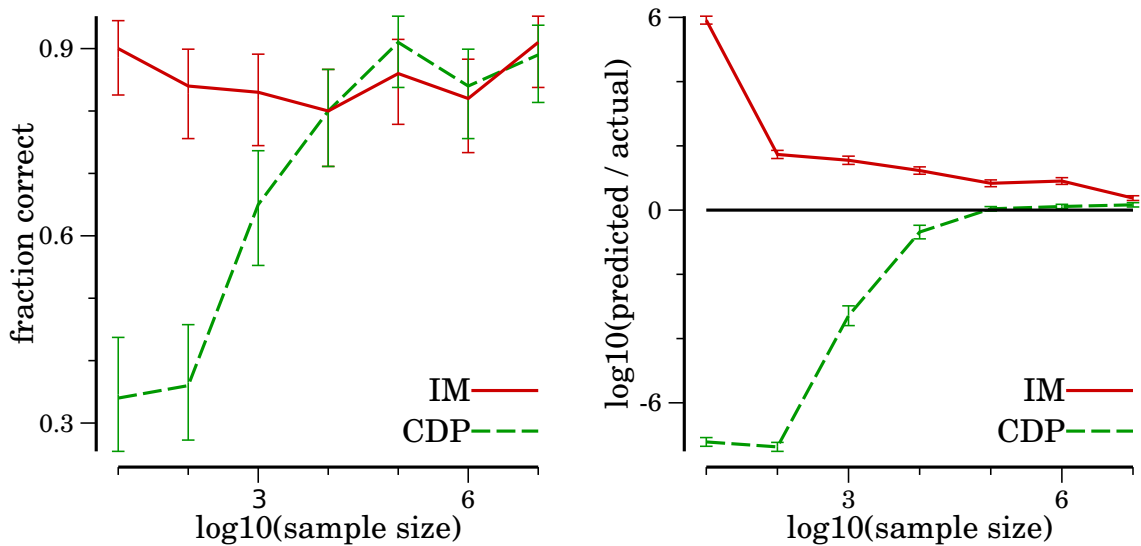 0.9
0.6
0.3
fraction correct
IM
CDP
3
6
log10(sample size)
6
0
-6
log10(predicted / actual)
IM
CDP
3
6
log10(sample size)